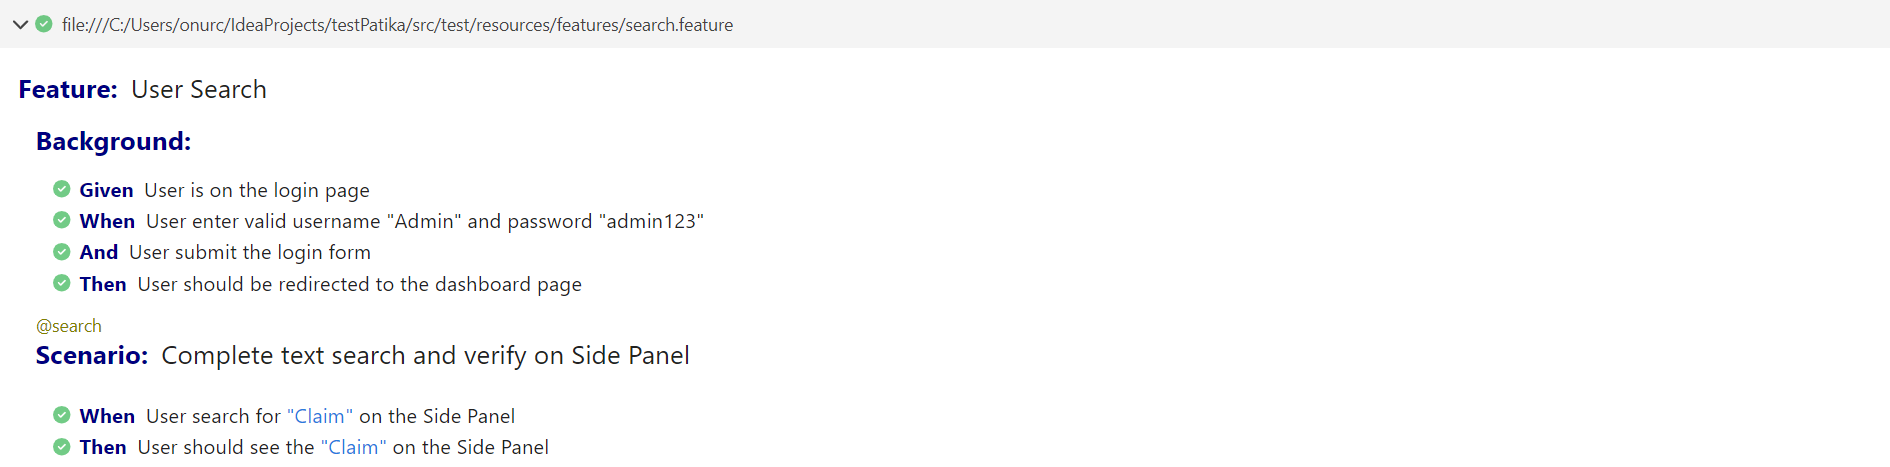 file:///C:/Users/onurc/IdeaProjects/testPatika/src/test/resources/features/search.feature
Feature: User Search
Background:
Given User is on the login page
When User enter valid username "Admin" and password "admin123"
And User submit the login form
Then User should be redirected to the dashboard page
@search
Scenario: Complete text search and verify on Side Panel
When User search for "Claim" on the Side Panel
Then User should see the "Claim" on the Side Panel